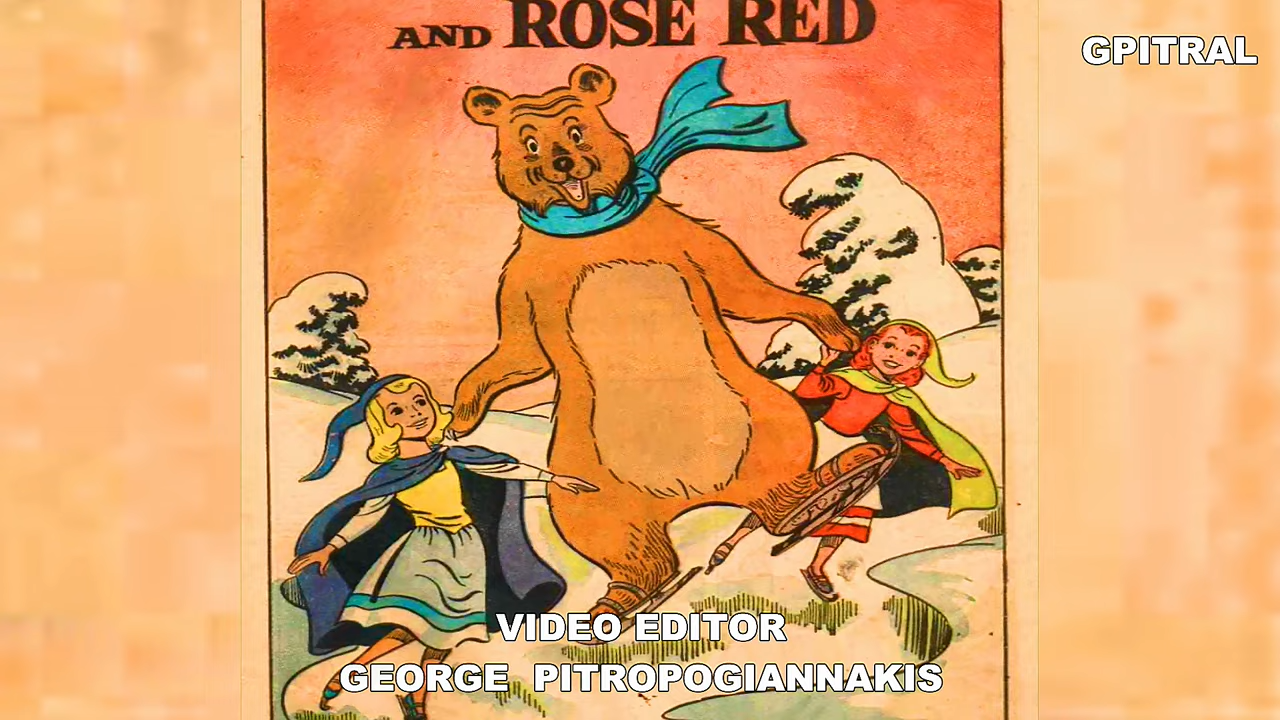 AND ROSE RED
GPITRAL
VIDEO EDITOR
GEORGE PITROPOGIANNAKIS